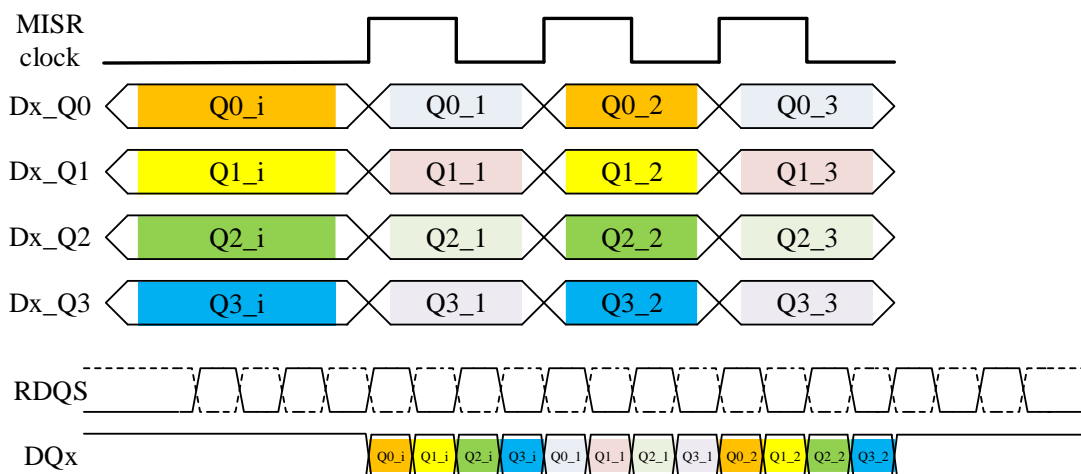 MISR
clock
Dx_Q0 Q0_i Q0_1 Q0_2 Q0_3
Dx_Q1 Q1_i Q1_1 Q1_2 Q1_3
Dx_Q2 Q2_i Q2_1 Q2_2 Q2_3
Dx_Q3 Q3_i Q3_1 Q3_2 Q3_3
RDQS
DQx Q0_i Q1_i Q2_i Q3_i Q0_1 Q1_1 Q2_1 Q3_1 Q0_2 Q1_2 Q2_2 Q3_2